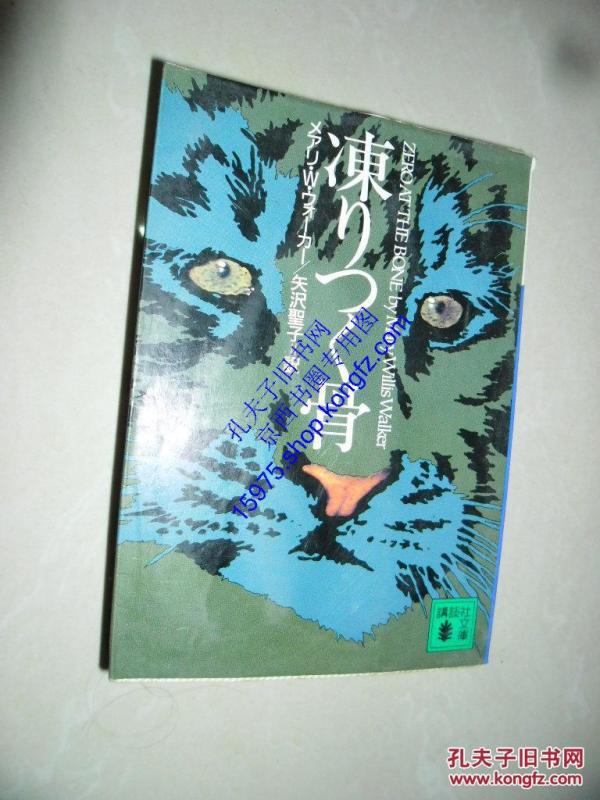 凍りつく骨
ZERO AT THE BONE by Mary Willis Walker
メアリ・W・ウォーカー/矢沢聖子 訳
孔夫子旧书网
京西书圈专用图
15975.shop.kongfz.com
講談社
文庫
孔夫子旧书网
www.kongfz.com